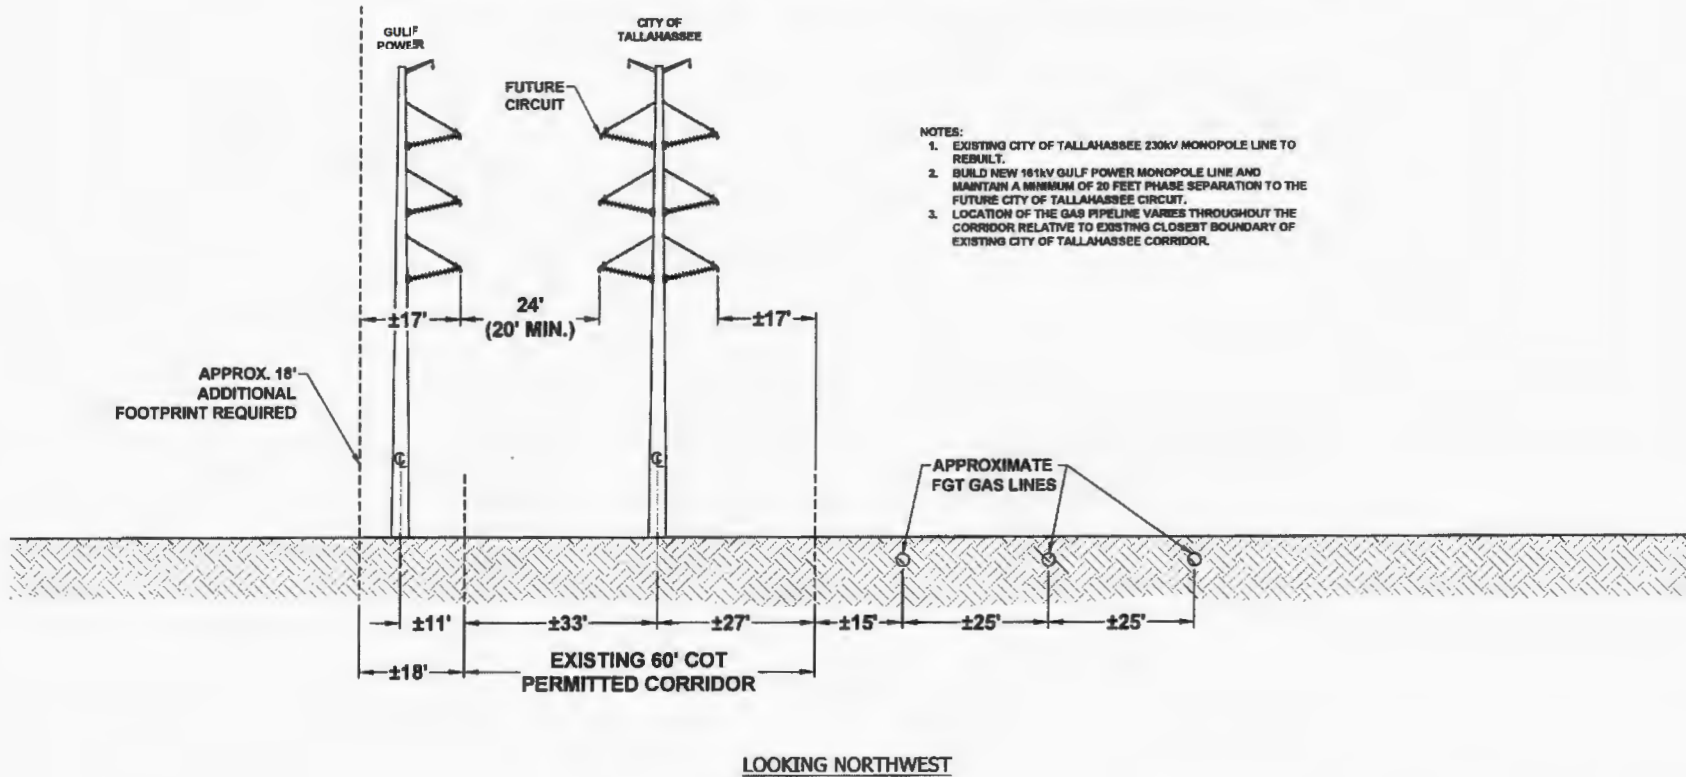 GULF
POWER
CITY OF
TALLAHASSEE
FUTURE
CIRCUIT
NOTES:
1. EXISTING CITY OF TALLAHASSEE 230kV MONOPOLE LINE TO
REBUILT.
2. BUILD NEW 161kV GULF POWER MONOPOLE LINE AND
MAINTAIN A MINIMUM OF 20 FEET PHASE SEPARATION TO THE
FUTURE CITY OF TALLAHASSEE CIRCUIT.
3. LOCATION OF THE GAS PIPELINE VARIES THROUGHOUT THE
CORRIDOR RELATIVE TO EXISTING CLOSEST BOUNDARY OF
EXISTING CITY OF TALLAHASSEE CORRIDOR.
±17'
24'
(20' MIN.)
±17'
APPROX. 18'
ADDITIONAL
FOOTPRINT REQUIRED
℄
℄
APPROXIMATE
FGT GAS LINES
±11'
±33'
±27'
±15'
±25'
±25'
±18'
EXISTING 60' COT
PERMITTED CORRIDOR
LOOKING NORTHWEST